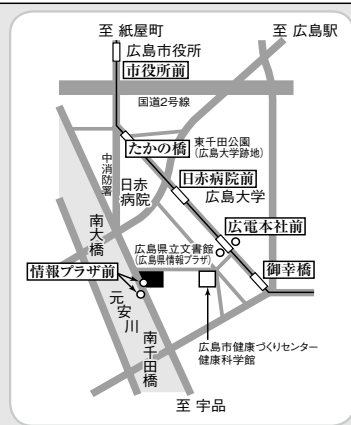 至 紙屋町
至 広島駅
広島市役所
市役所前
国道2号線
たかの橋
東千田公園
(広島大学跡地)
中消防署
日赤
病院
日赤病院前
広島大学
南大橋
広電本社前
広島県立文書館
(広島県情報プラザ)
情報プラザ前
御幸橋
元安川
南千田橋
広島市健康づくりセンター
健康科学館
至 宇品